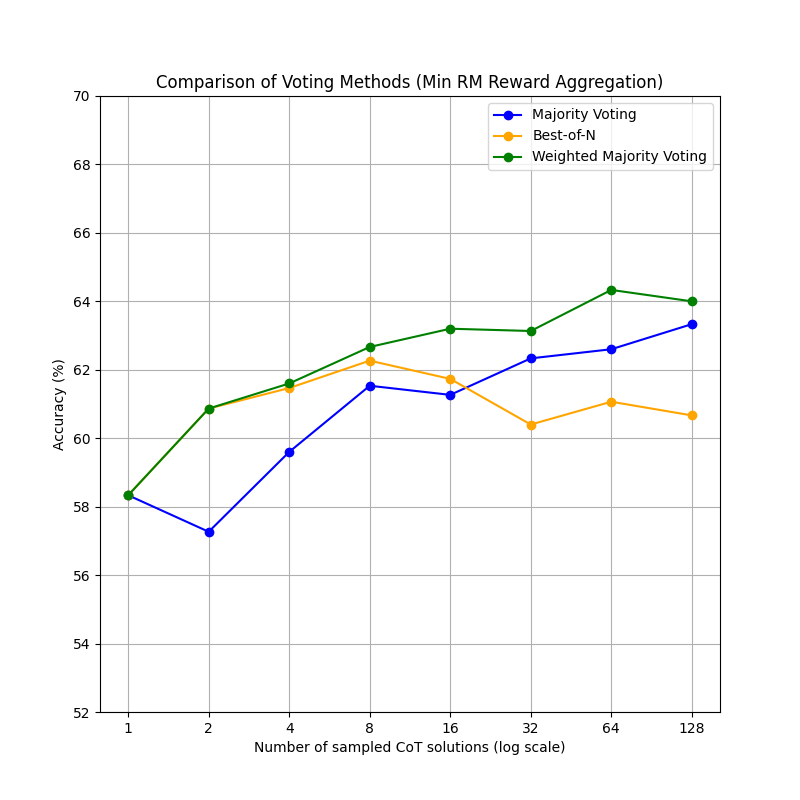 Comparison of Voting Methods (Min RM Reward Aggregation)
Majority Voting
Best-of-N
Weighted Majority Voting
Accuracy (%)
70
68
66
64
62
60
58
56
54
52
1 2 4 8 16 32 64 128
Number of sampled CoT solutions (log scale)